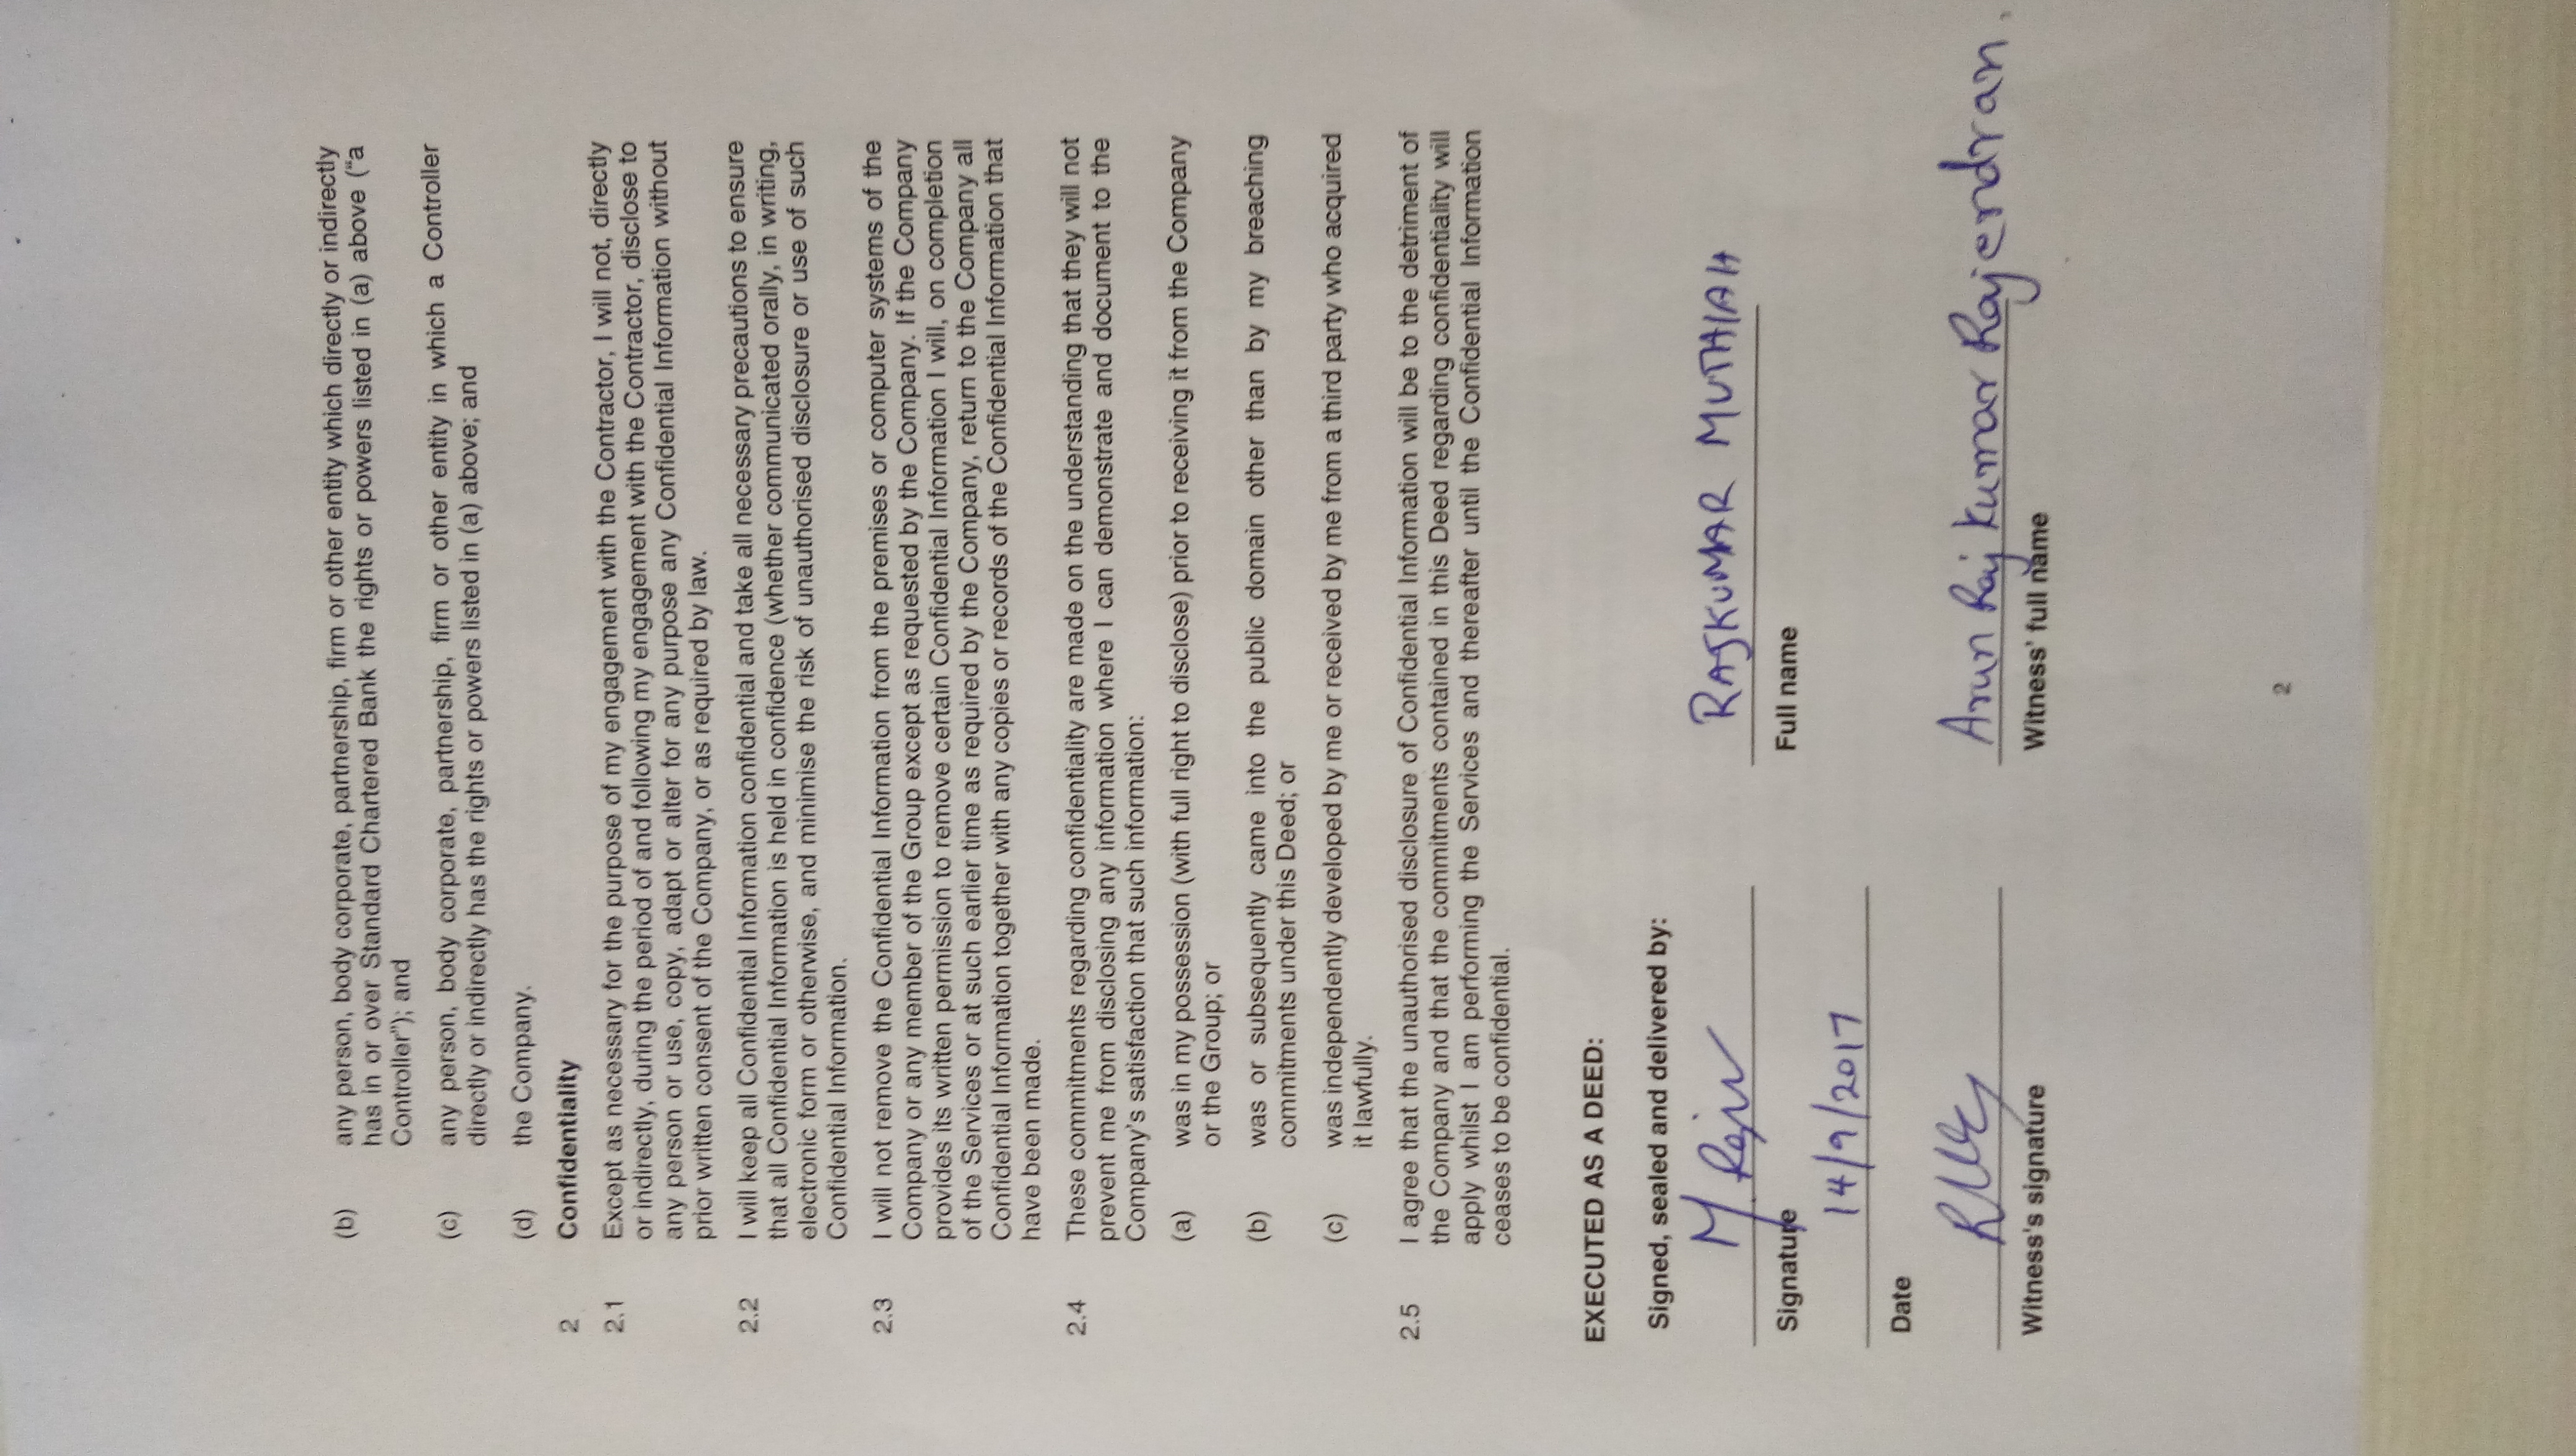 (b) any person, body corporate, partnership, firm or other entity which directly or indirectly
has in or over Standard Chartered Bank the rights or powers listed in (a) above (“a
Controller”); and
(c) any person, body corporate, partnership, firm or other entity in which a Controller
directly or indirectly has the rights or powers listed in (a) above; and
(d) the Company.
2 Confidentiality
2.1 Except as necessary for the purpose of my engagement with the Contractor, I will not, directly
or indirectly, during the period of and following my engagement with the Contractor, disclose to
any person or use, copy, adapt or alter for any purpose any Confidential Information without
prior written consent of the Company, or as required by law.
2.2 I will keep all Confidential Information confidential and take all necessary precautions to ensure
that all Confidential Information is held in confidence (whether communicated orally, in writing,
electronic form or otherwise, and minimise the risk of unauthorised disclosure or use of such
Confidential Information.
2.3 I will not remove the Confidential Information from the premises or computer systems of the
Company or any member of the Group except as requested by the Company. If the Company
provides its written permission to remove certain Confidential Information I will, on completion
of the Services or at such earlier time as required by the Company, return to the Company all
Confidential Information together with any copies or records of the Confidential Information that
have been made.
2.4 These commitments regarding confidentiality are made on the understanding that they will not
prevent me from disclosing any information where I can demonstrate and document to the
Company's satisfaction that such information:
(a) was in my possession (with full right to disclose) prior to receiving it from the Company
or the Group; or
(b) was or subsequently came into the public domain other than by my breaching
commitments under this Deed; or
(c) was independently developed by me or received by me from a third party who acquired
it lawfully.
2.5 I agree that the unauthorised disclosure of Confidential Information will be to the detriment of
the Company and that the commitments contained in this Deed regarding confidentiality will
apply whilst I am performing the Services and thereafter until the Confidential Information
ceases to be confidential.
EXECUTED AS A DEED:
Signed, sealed and delivered by:
M Raj RAJKUMAR MUTHIAH
Signature Full name
14/9/2017
Date
Arun Raj Kumar Rajendran.
Witness's signature Witness' full name
2